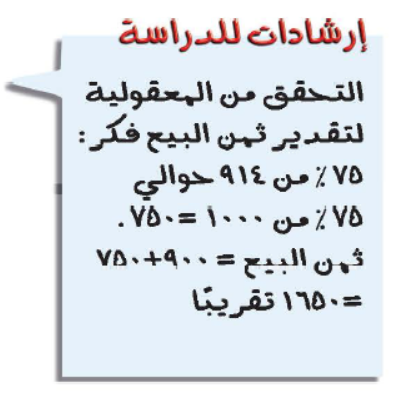 إرشادات للدراسة
التحقق من المعقولية
لتقدير ثمن البيع فكر:
٧٥٪ من ٩١٤ حوالي
٧٥٪ من ١٠٠٠ =٧٥٠.
ثمن البيع = ٩٠٠+٧٥٠
=١٦٥٠ تقريبًا